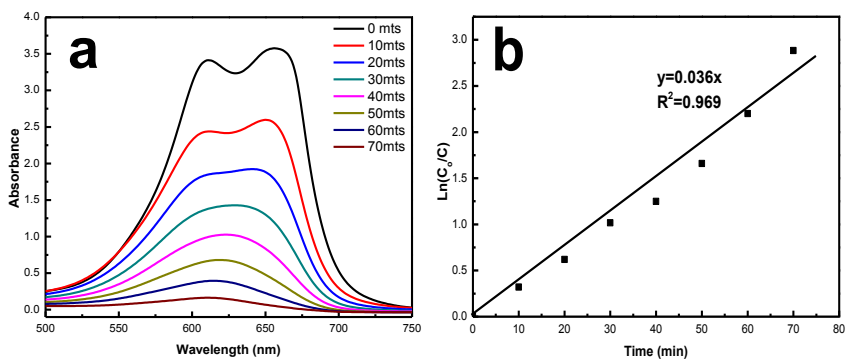 a
4.0
3.5
3.0
2.5
2.0
1.5
1.0
0.5
0.0
Absorbance
500
550
600
650
700
750
Wavelength (nm)
0 mts
10mts
20mts
30mts
40mts
50mts
60mts
70mts
b
3.0
2.5
2.0
1.5
1.0
0.5
0.0
Ln(C₀/C)
y=0.036x
R²=0.969
0
10
20
30
40
50
60
70
80
Time (min)